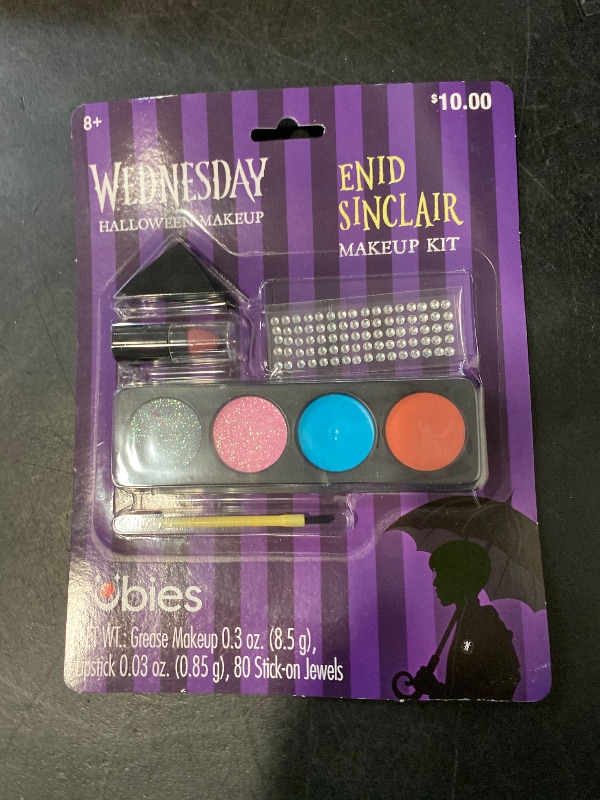 8+
$10.00
WEDNESDAY
HALLOWEEN MAKEUP
ENID
SINCLAIR
MAKEUP KIT
bies
WT.: Grease Makeup 0.3 oz. (8.5 g),
Lipstick 0.03 oz. (0.85 g), 80 Stick-on Jewels